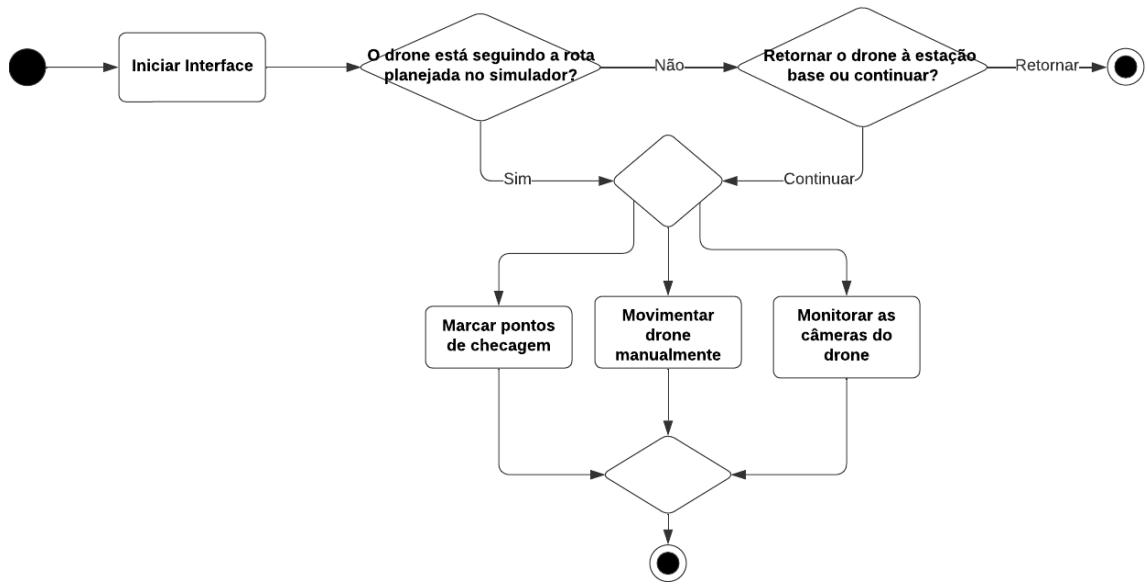 Iniciar Interface
O drone está seguindo a rota
planejada no simulador?
Não
Retornar o drone à estação
base ou continuar?
Retornar
Sim
Continuar
Marcar pontos
de checagem
Movimentar
drone
manualmente
Monitorar as
câmeras do
drone